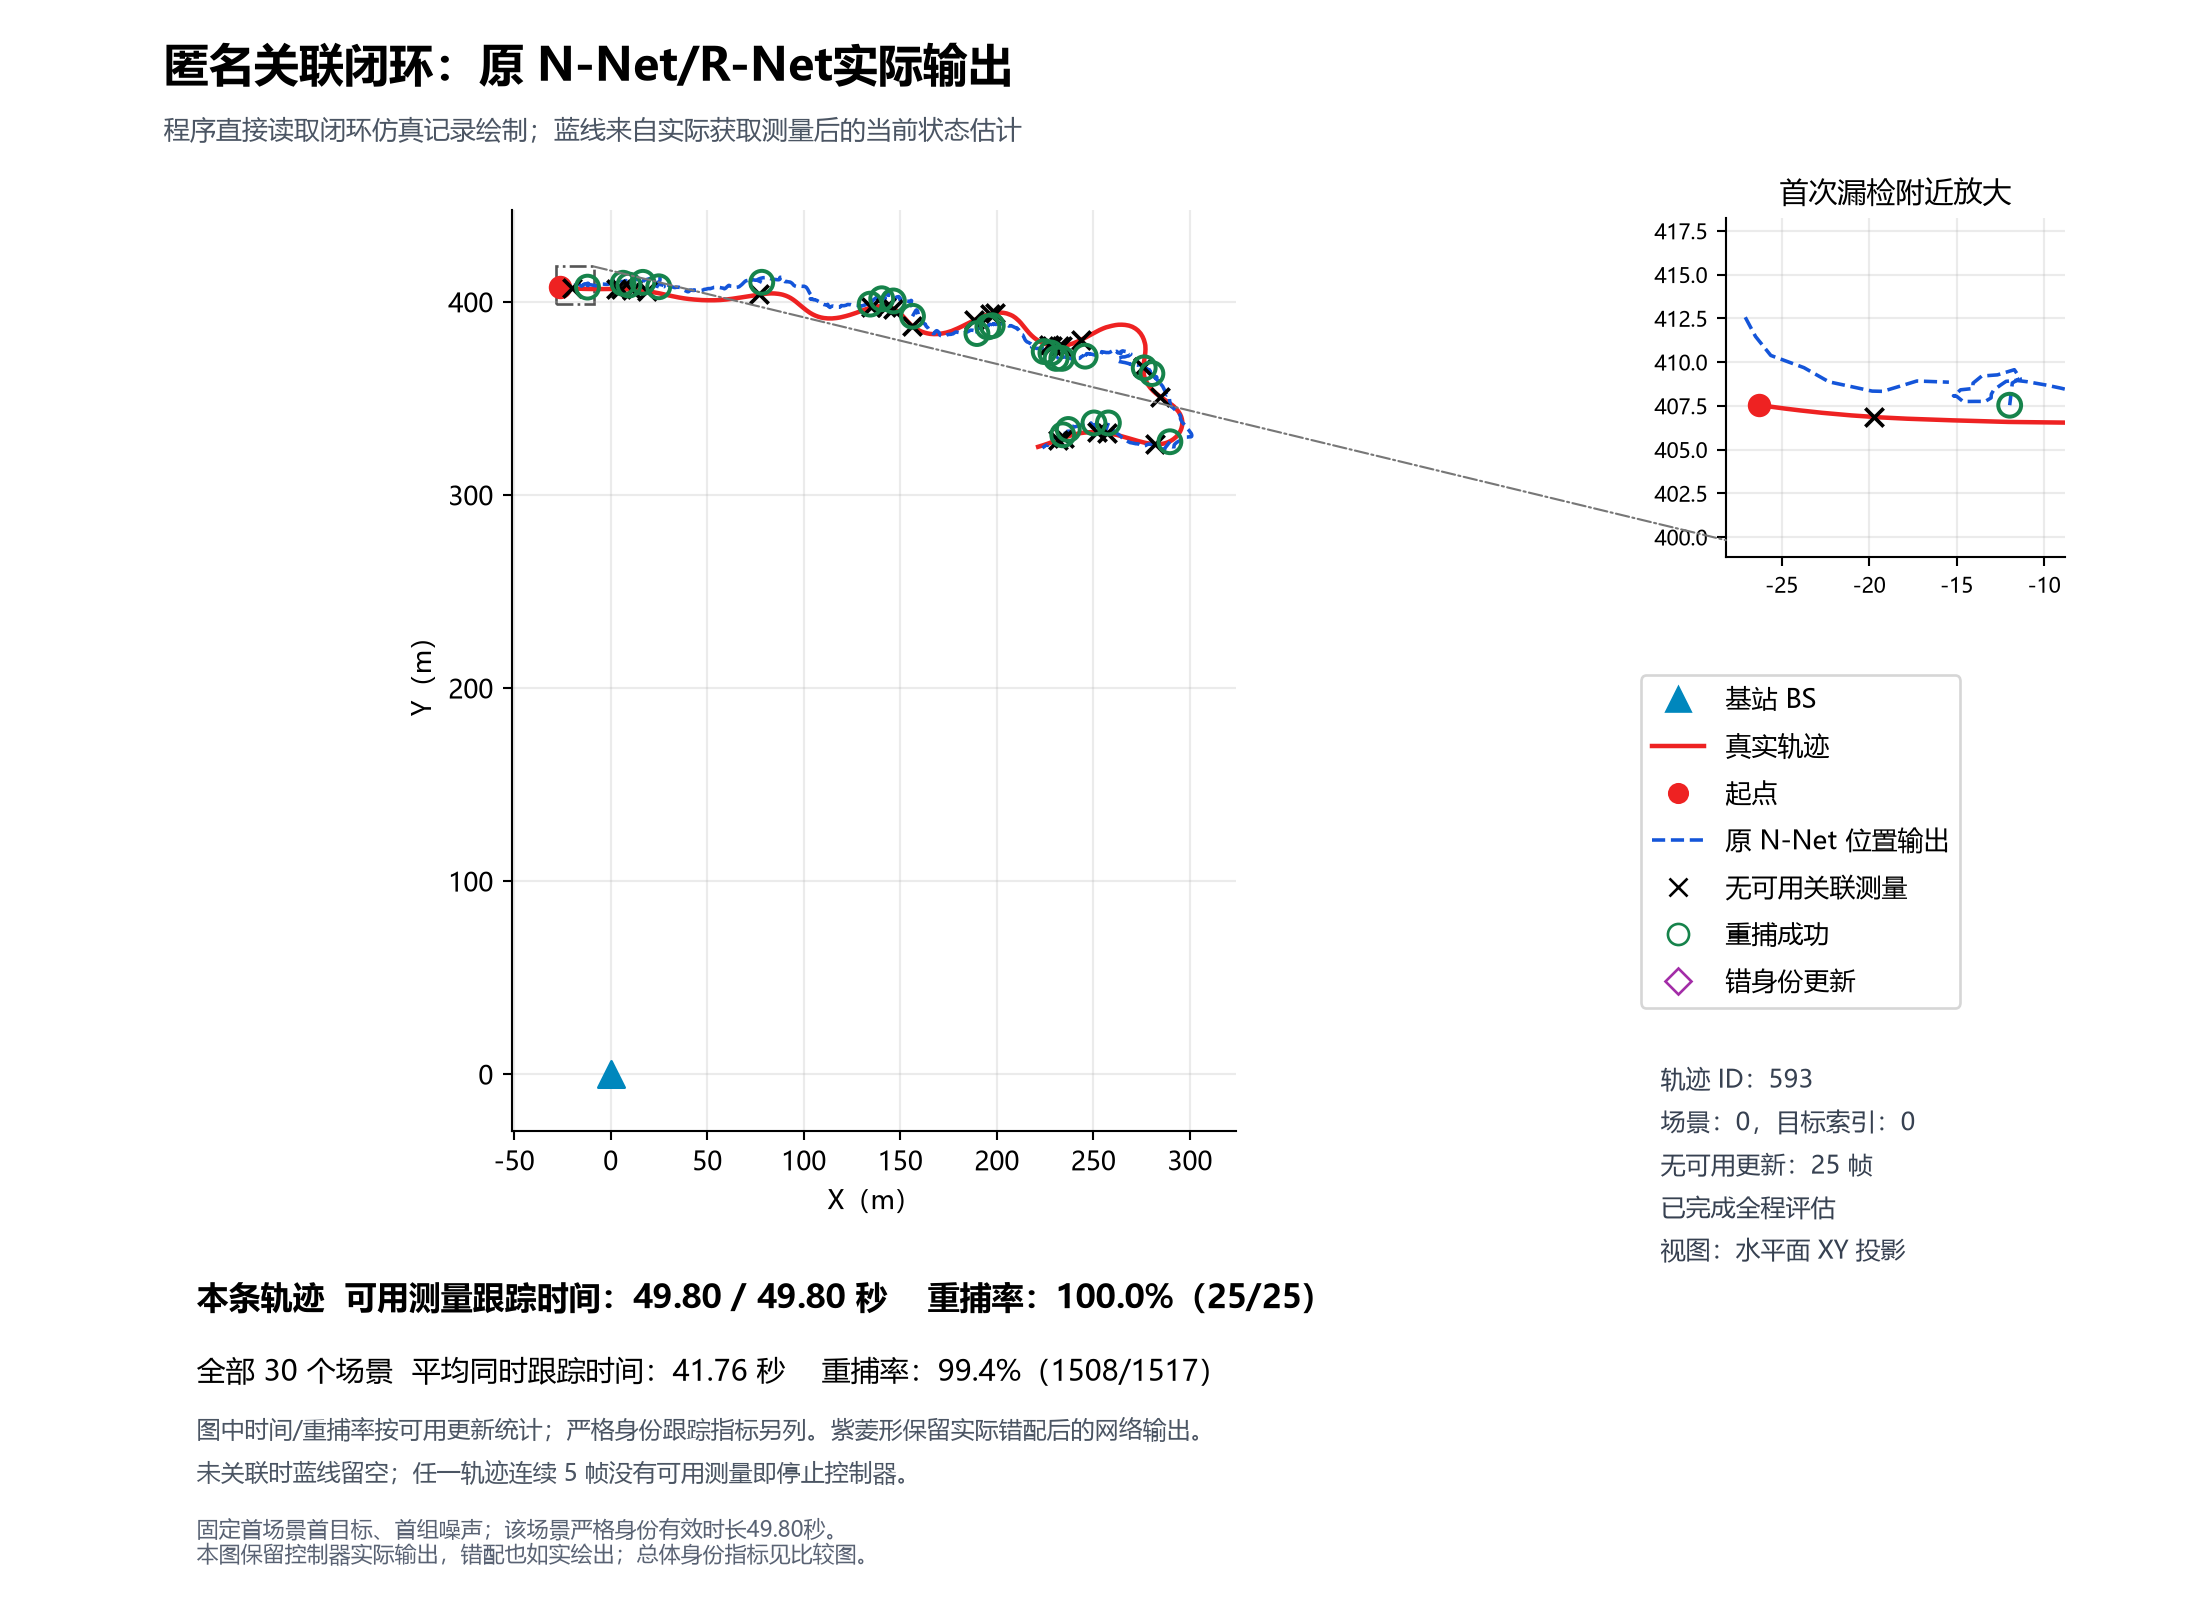 匿名关联闭环：原 N-Net/R-Net实际输出
程序直接读取闭环仿真记录绘制；蓝线来自实际获取测量后的当前状态估计
首次漏检附近放大
417.5
415.0
412.5
410.0
407.5
405.0
402.5
400.0
-25 -20 -15 -10
400
300
200
100
0
Y（m）
-50 0 50 100 150 200 250 300
X（m）
基站 BS
真实轨迹
起点
原 N-Net 位置输出
无可用关联测量
重捕成功
错身份更新
轨迹 ID：593
场景：0，目标索引：0
无可用更新：25 帧
已完成全程评估
视图：水平面 XY 投影
本条轨迹 可用测量跟踪时间：49.80 / 49.80 秒 重捕率：100.0%（25/25）
全部 30 个场景 平均同时跟踪时间：41.76 秒 重捕率：99.4%（1508/1517）
图中时间/重捕率按可用更新统计；严格身份跟踪指标另列。紫菱形保留实际错配后的网络输出。
未关联时蓝线留空；任一轨迹连续 5 帧没有可用测量即停止控制器。
固定首场景首目标、首组噪声；该场景严格身份有效时长49.80秒。
本图保留控制器实际输出，错配也如实绘出；总体身份指标见比较图。